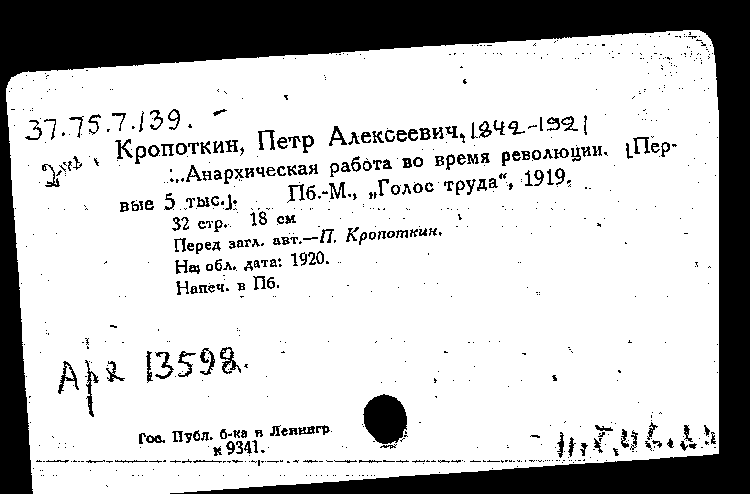 37.75.7.139.
2 экз.
Кропоткин, Петр Алексеевич, 1842-1921
...Анархическая работа во время революции. [Пер-
вые 5 тыс.]. Пб.-М., „Голос труда“, 1919.
32 стр. 18 см
Перед загл. авт.—П. Кропоткин.
На обл. дата: 1920.
Напеч. в Пб.
Арх 13598.
Гос. Публ. б-ка в Ленингр.
к 9341.